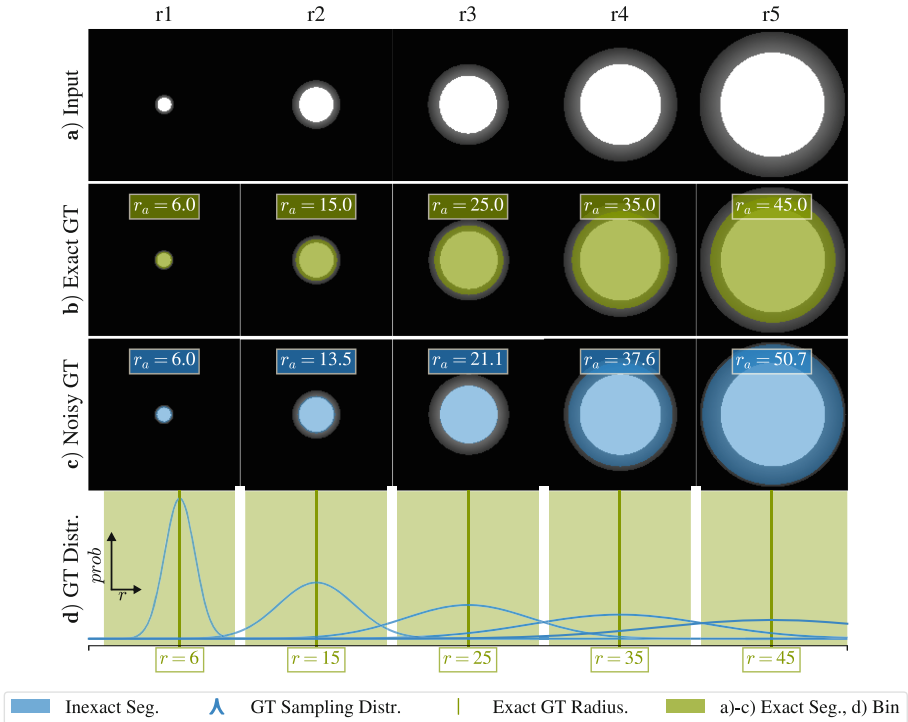 r1 r2 r3 r4 r5
a) Input
b) Exact GT
r_a = 6.0 r_a = 15.0 r_a = 25.0 r_a = 35.0 r_a = 45.0
c) Noisy GT
r_a = 6.0 r_a = 13.5 r_a = 21.1 r_a = 37.6 r_a = 50.7
d) GT Distr.
prob
r
r = 6 r = 15 r = 25 r = 35 r = 45
Inexact Seg. GT Sampling Distr. Exact GT Radius. a)-c) Exact Seg., d) Bin